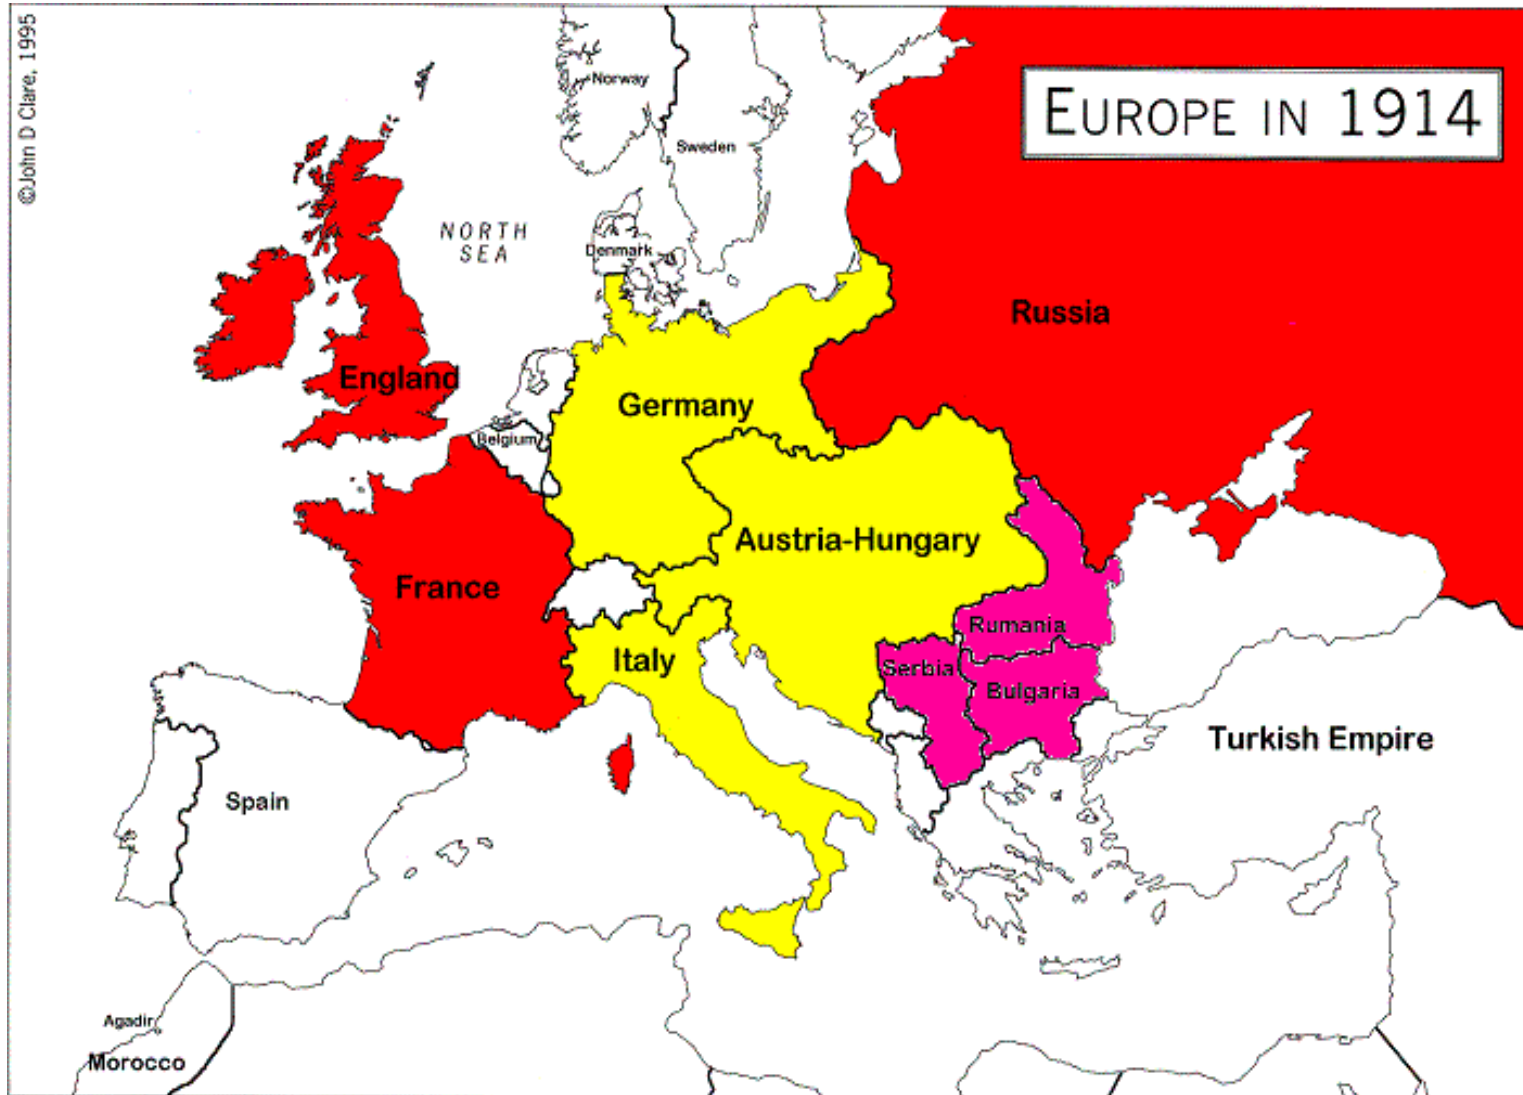 ©John D Clare, 1995
EUROPE IN 1914
Norway
Sweden
NORTH
SEA
Denmark
Russia
England
Germany
Belgium
Austria-Hungary
France
Rumania
Italy
Serbia
Bulgaria
Turkish Empire
Spain
Agadir
Morocco